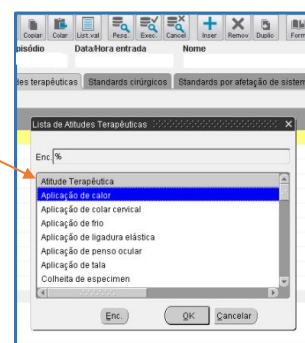 Copiar Colar List.val Pesq. Exec. Cancel Inser Remov Duplic
pisódio Data/Hora entrada Nome
des terapêuticas Standards cirúrgicos Standards por afetação de sistem
Lista de Atitudes Terapêuticas
Enc. %
Atitude Terapêutica
Aplicação de calor
Aplicação de colar cervical
Aplicação de frio
Aplicação de ligadura elástica
Aplicação de penso ocular
Aplicação de tala
Colheita de especimen
Enc. OK Cancelar